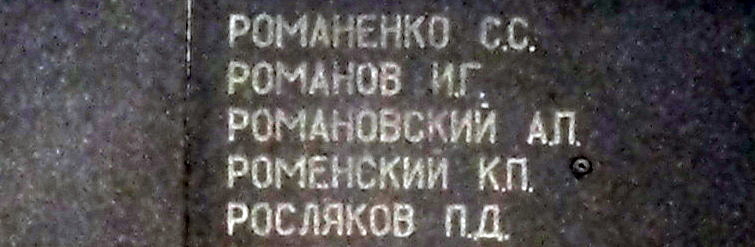 РОМАНЕНКО С.С.
РОМАНОВ И.Г.
РОМАНОВСКИЙ А.П.
РОМЕНСКИЙ К.П.
РОСЛЯКОВ П.Д.